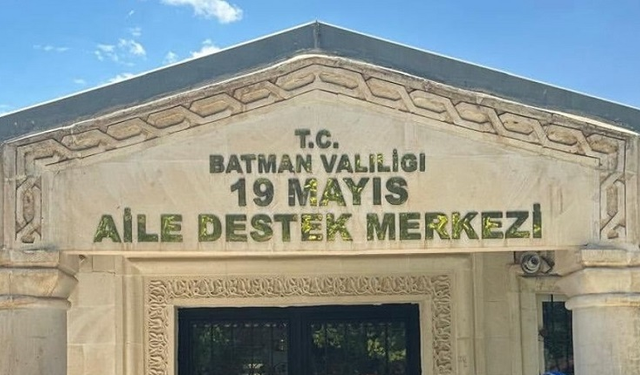 T.C.
BATMAN VALİLİĞİ
19 MAYIS
AİLE DESTEK MERKEZİ